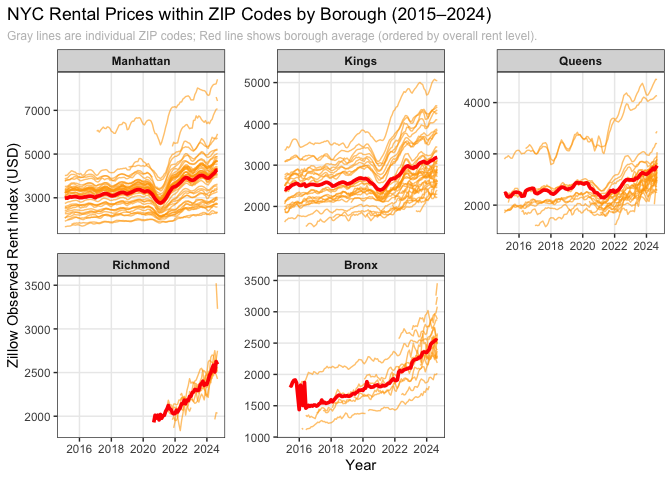 NYC Rental Prices within ZIP Codes by Borough (2015–2024)
Gray lines are individual ZIP codes; Red line shows borough average (ordered by overall rent level).
Manhattan
Kings
Queens
7000
5000
3000
5000
4000
3000
2000
4000
3000
2000
2016 2018 2020 2022 2024
Richmond
Bronx
3500
3000
2500
2000
3500
3000
2500
2000
1500
1000
2016 2018 2020 2022 2024
2016 2018 2020 2022 2024
Zillow Observed Rent Index (USD)
Year